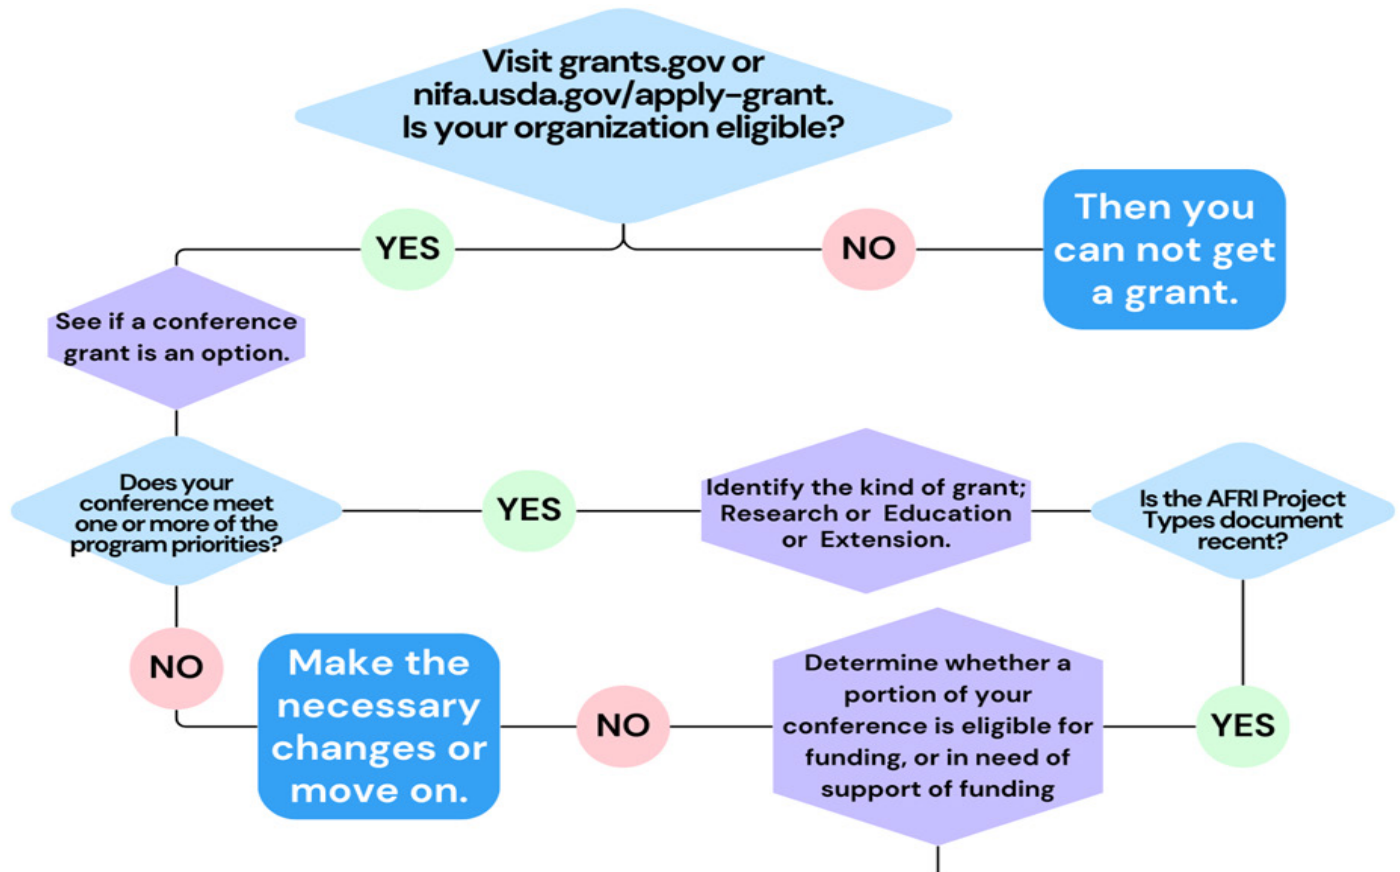 Visit grants.gov or
nifa.usda.gov/apply-grant.
Is your organization eligible?
YES
NO
Then you
can not get
a grant.
See if a conference
grant is an option.
Does your
conference meet
one or more of the
program priorities?
YES
Identify the kind of grant;
Research or Education
or Extension.
Is the AFRI Project
Types document
recent?
NO
Make the
necessary
changes or
move on.
NO
Determine whether a
portion of your
conference is eligible for
funding, or in need of
support of funding
YES